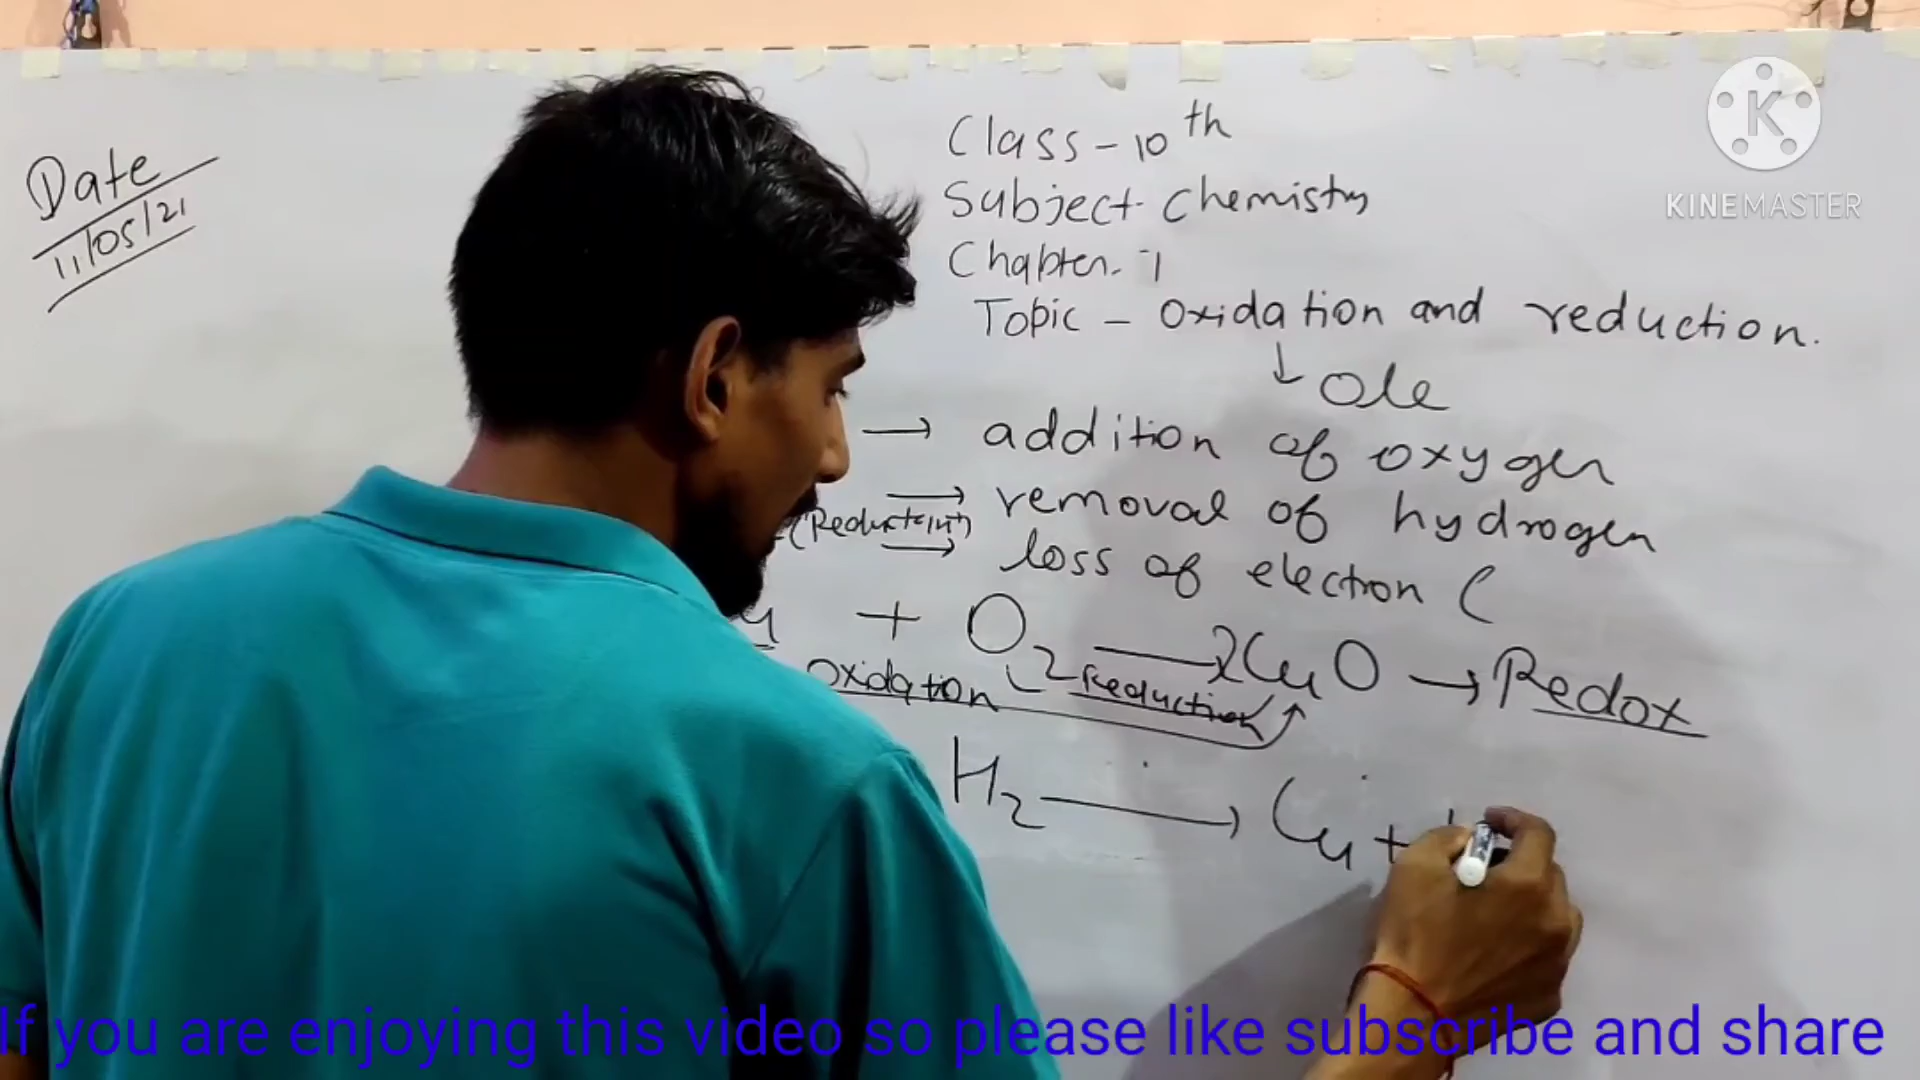 Date
11/05/21
Class - 10th
Subject - Chemistry
Chapter - 1
Topic - Oxidation and reduction.
↓ Ole
→ addition of oxygen
→ removal of hydrogen
→ loss of electron (
+ O2 → 2CuO → Redox
Oxidation Reduction
H2 → Cu +
KINEMASTER
If you are enjoying this video so please like subscribe and share